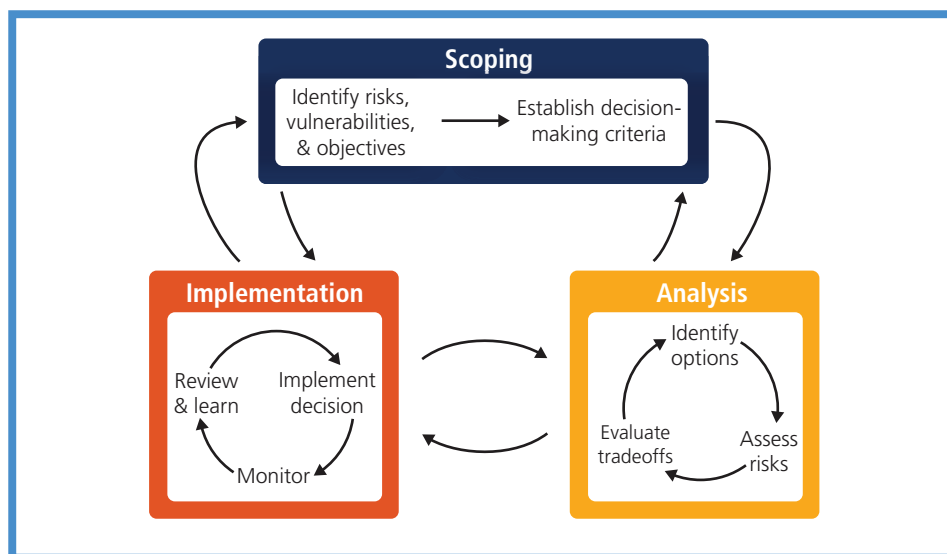 Scoping
Identify risks,
vulnerabilities,
& objectives
Establish decision-
making criteria
Implementation
Review
& learn
Implement
decision
Monitor
Analysis
Identify
options
Assess
risks
Evaluate
tradeoffs